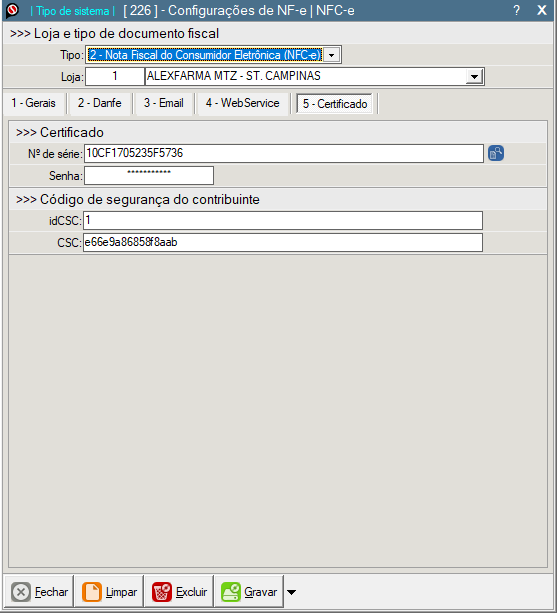 | Tipo de sistema | [ 226 ] - Configurações de NF-e | NFC-e ? X
>>> Loja e tipo de documento fiscal
Tipo: 2 - Nota Fiscal do Consumidor Eletrônica (NFC-e)
Loja: 1 ALEXFARMA MTZ - ST. CAMPINAS
1 - Gerais 2 - Danfe 3 - Email 4 - WebService 5 - Certificado
>>> Certificado
Nº de série: 10CF1705235F5736
Senha: ***********
>>> Código de segurança do contribuinte
idCSC: 1
CSC: e66e9a86858f8aab
Fechar Limpar Excluir Gravar